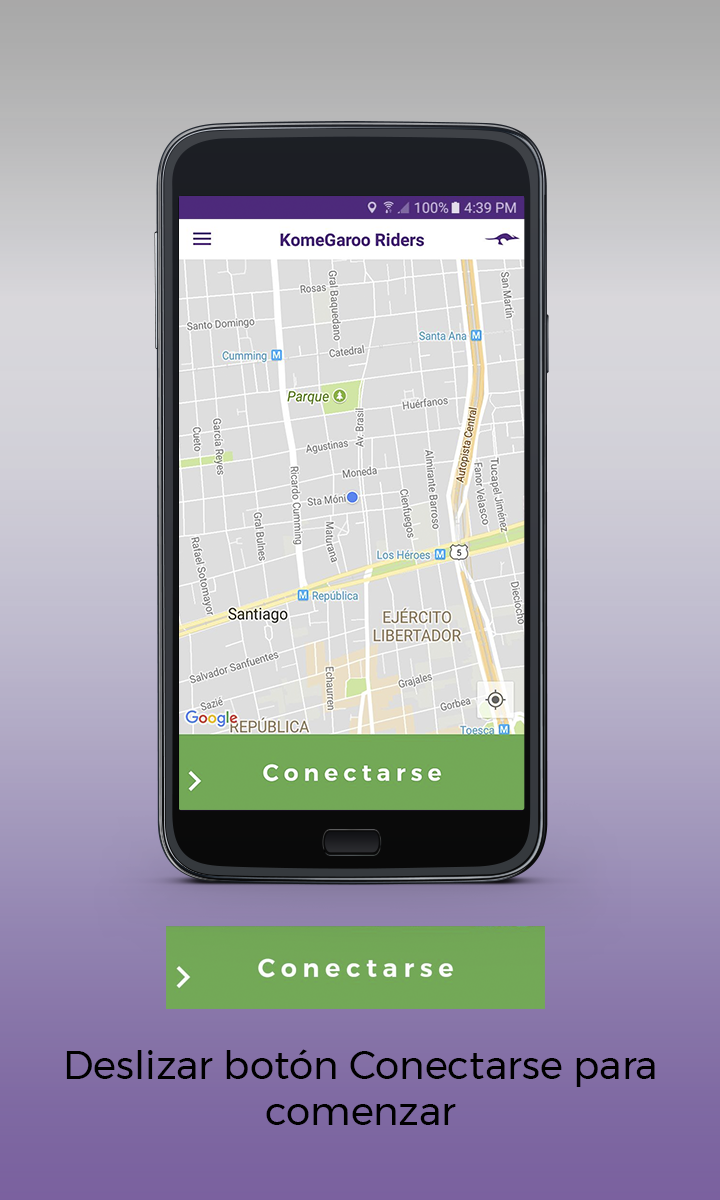 100% 4:39 PM
KomeGaroo Riders
Rosas
Gral Baquedano
San Martín
Santo Domingo
Santa Ana M
Cumming M
Catedral
Parque
Huérfanos
Cueto
García Reyes
Av. Brasil
Autopista Central
Agustinas
Moneda
Almirante Barroso
Fanor Velasco
Tucapel Jiménez
Ricardo Cumming
Sta Móni
Cienfuegos
Gral Bulnes
Maturana
Rafael Sotomayor
Los Héroes M 5
M República
Dieciocho
Santiago
EJÉRCITO
LIBERTADOR
Salvador Sanfuentes
Echaurren
Grajales
Sazié
Gorbea
Google
REPÚBLICA
Toesca M
Conectarse
Conectarse
Deslizar botón Conectarse para
comenzar